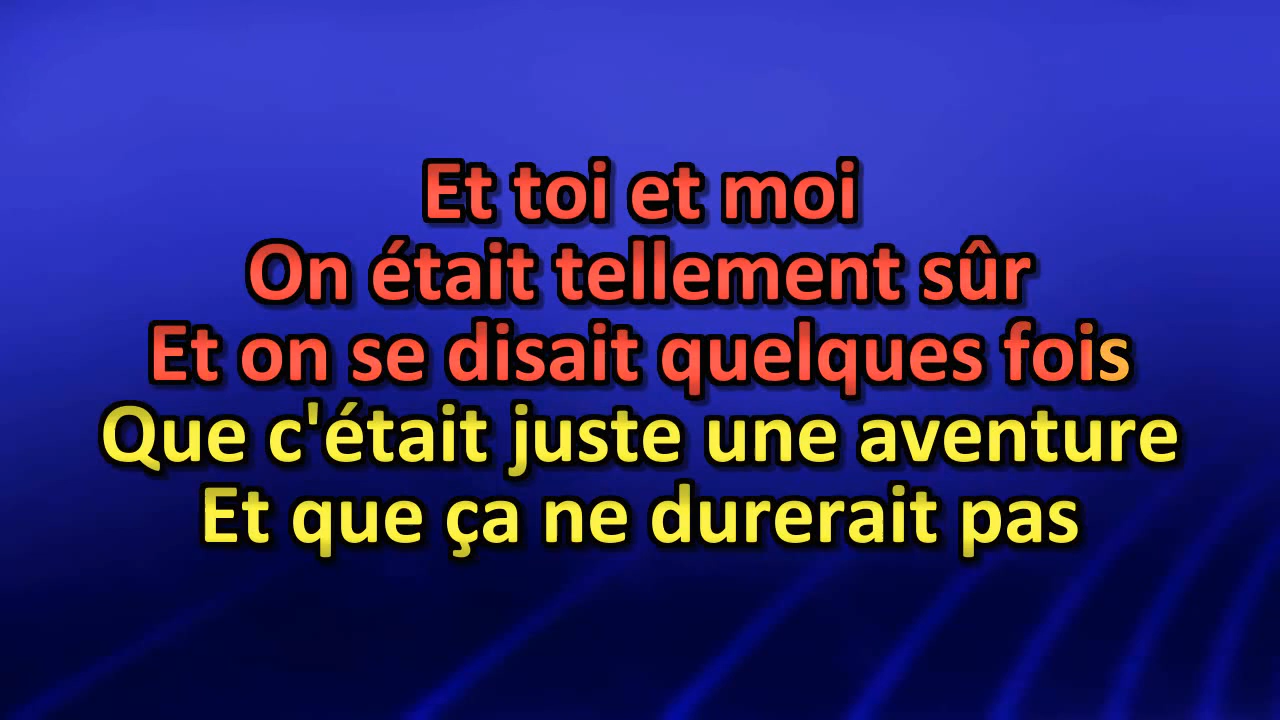 Et toi et moi
On était tellement sûr
Et on se disait quelques fois
Que c'était juste une aventure
Et que ça ne durerait pas